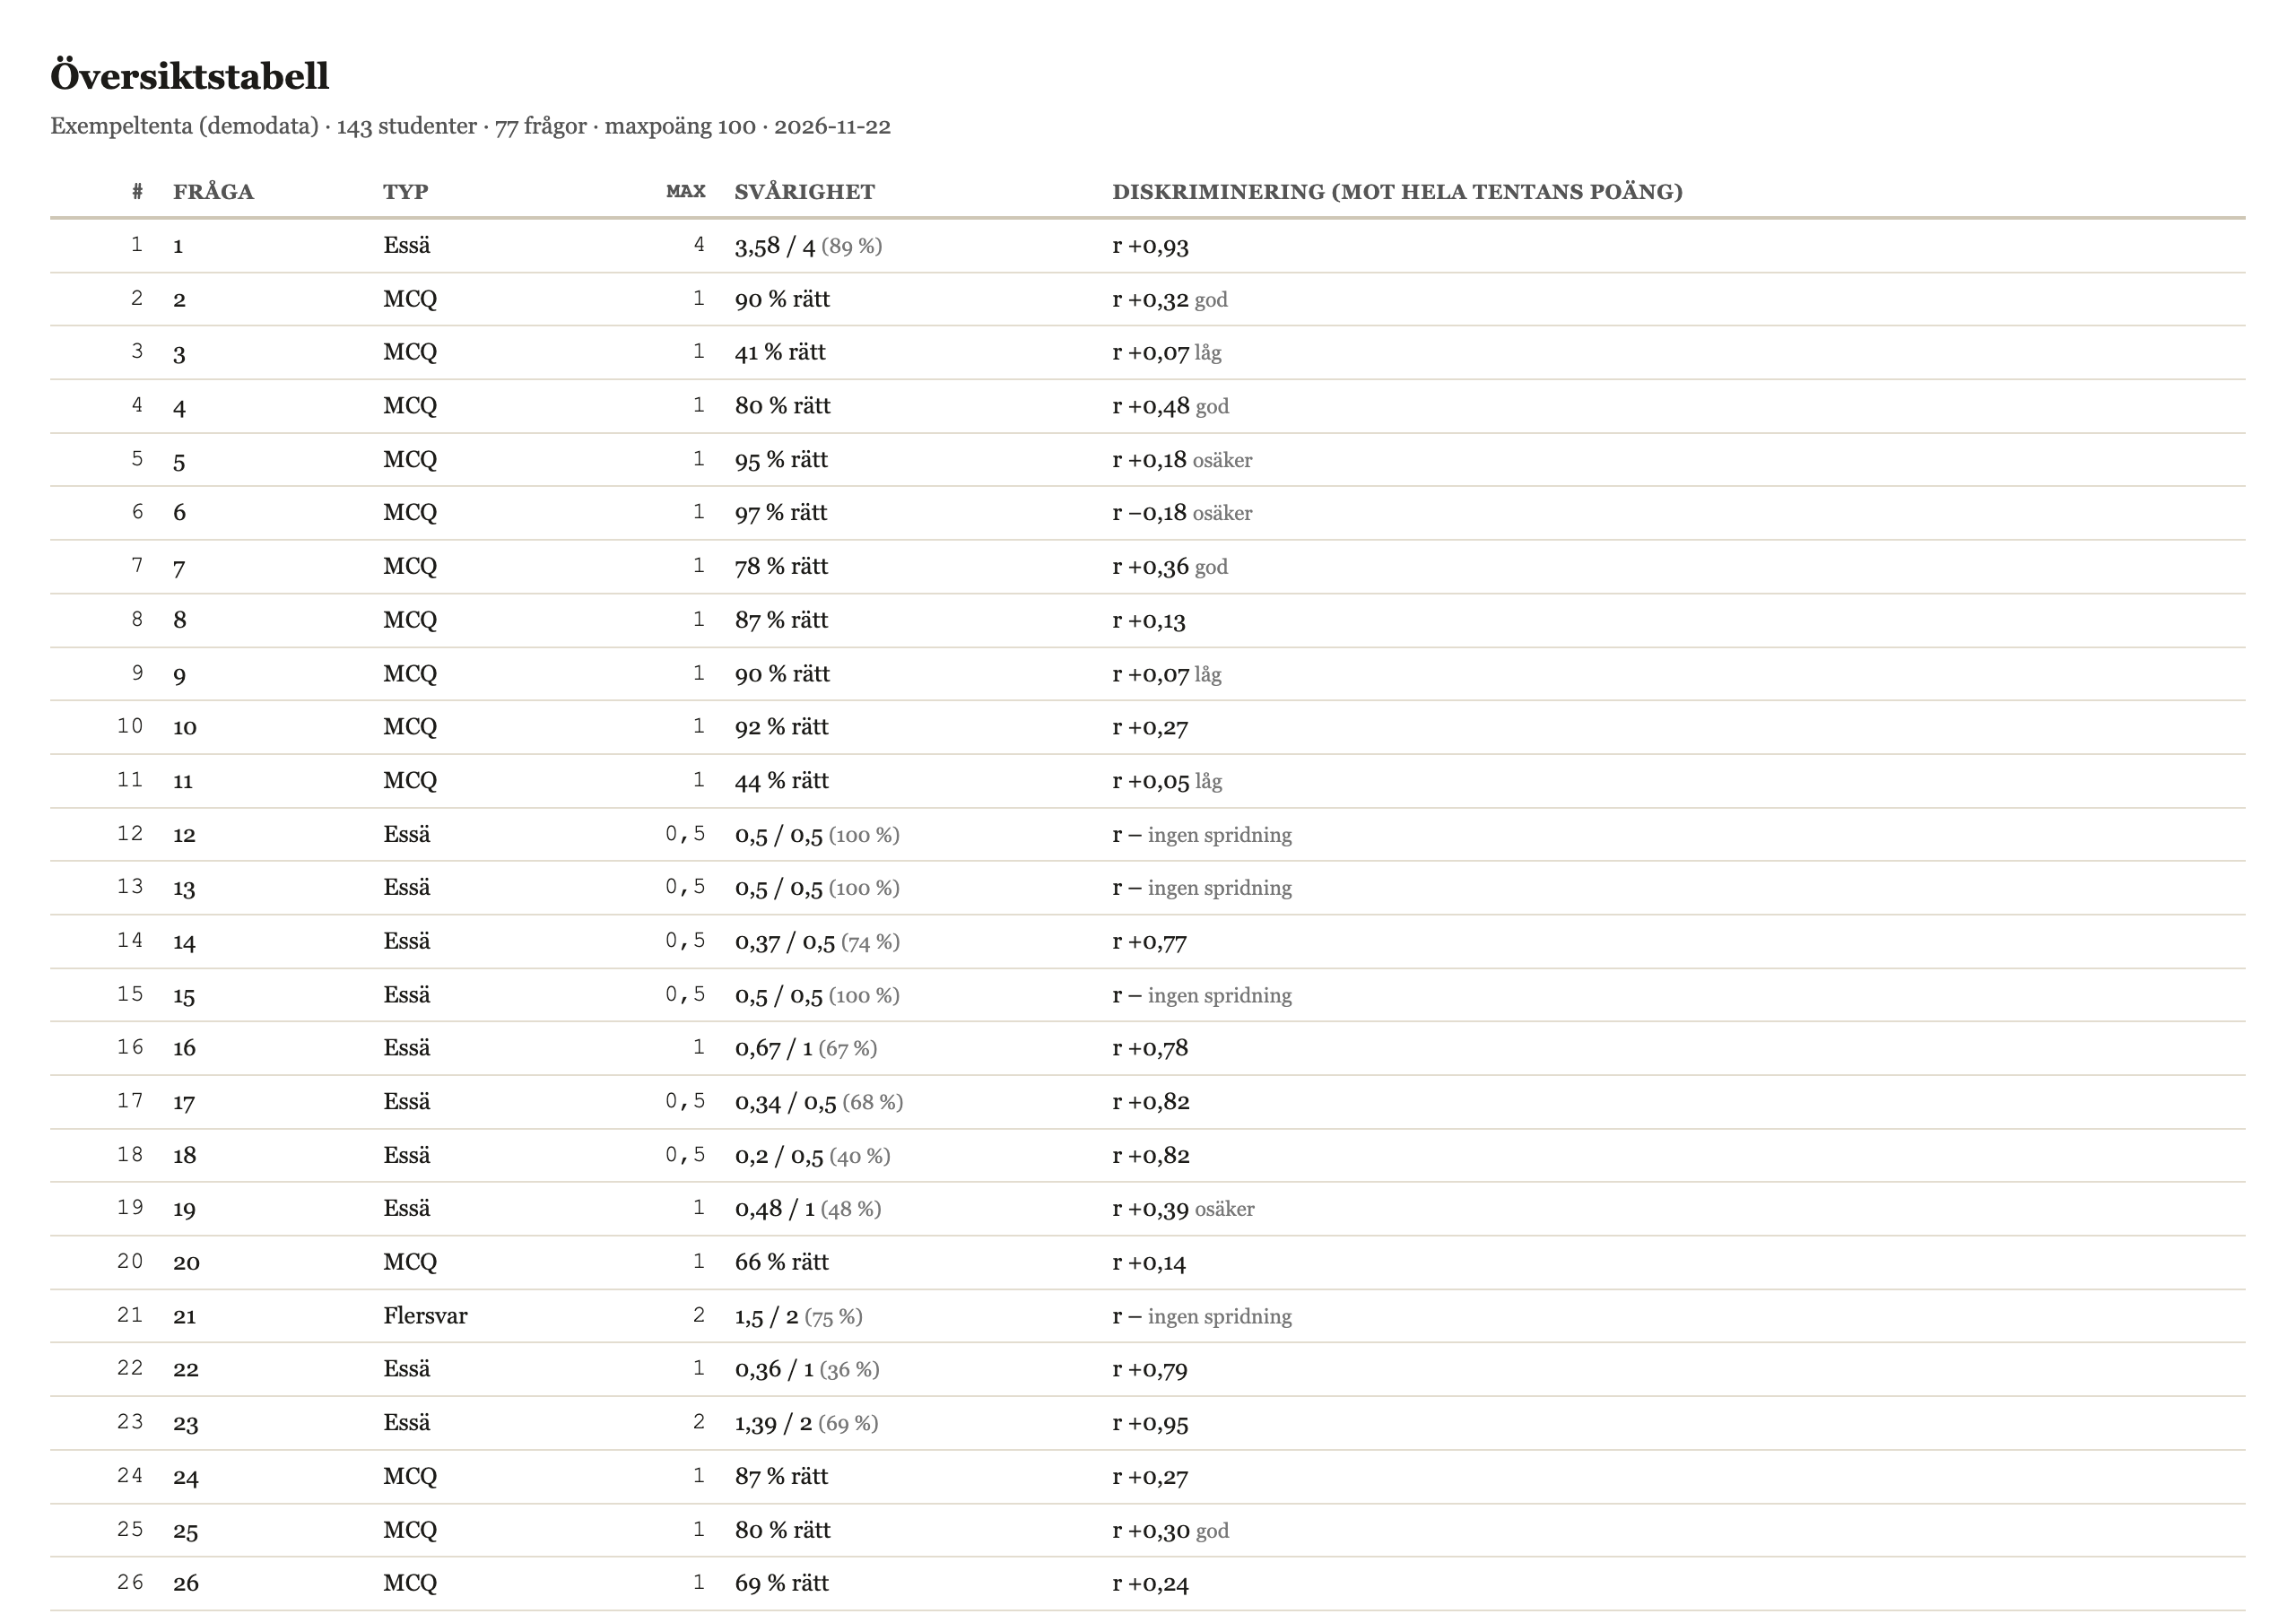 Översiktstabell
Exempeltenta (demodata) · 143 studenter · 77 frågor · maxpoäng 100 · 2026-11-22
# FRÅGA TYP MAX SVÅRIGHET DISKRIMINERING (MOT HELA TENTANS POÄNG)
1 1 Essä 4 3,58 / 4 (89 %) r +0,93
2 2 MCQ 1 90 % rätt r +0,32 god
3 3 MCQ 1 41 % rätt r +0,07 låg
4 4 MCQ 1 80 % rätt r +0,48 god
5 5 MCQ 1 95 % rätt r +0,18 osäker
6 6 MCQ 1 97 % rätt r −0,18 osäker
7 7 MCQ 1 78 % rätt r +0,36 god
8 8 MCQ 1 87 % rätt r +0,13
9 9 MCQ 1 90 % rätt r +0,07 låg
10 10 MCQ 1 92 % rätt r +0,27
11 11 MCQ 1 44 % rätt r +0,05 låg
12 12 Essä 0,5 0,5 / 0,5 (100 %) r – ingen spridning
13 13 Essä 0,5 0,5 / 0,5 (100 %) r – ingen spridning
14 14 Essä 0,5 0,37 / 0,5 (74 %) r +0,77
15 15 Essä 0,5 0,5 / 0,5 (100 %) r – ingen spridning
16 16 Essä 1 0,67 / 1 (67 %) r +0,78
17 17 Essä 0,5 0,34 / 0,5 (68 %) r +0,82
18 18 Essä 0,5 0,2 / 0,5 (40 %) r +0,82
19 19 Essä 1 0,48 / 1 (48 %) r +0,39 osäker
20 20 MCQ 1 66 % rätt r +0,14
21 21 Flersvar 2 1,5 / 2 (75 %) r – ingen spridning
22 22 Essä 1 0,36 / 1 (36 %) r +0,79
23 23 Essä 2 1,39 / 2 (69 %) r +0,95
24 24 MCQ 1 87 % rätt r +0,27
25 25 MCQ 1 80 % rätt r +0,30 god
26 26 MCQ 1 69 % rätt r +0,24